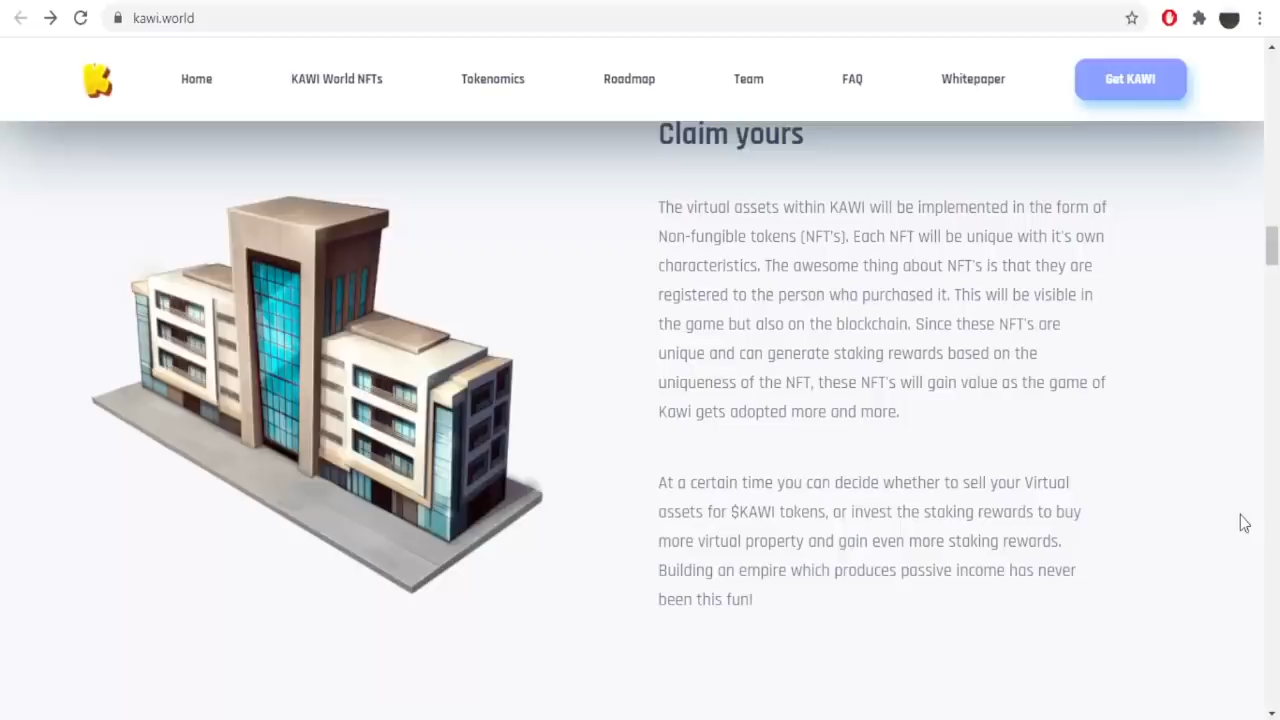 kawi.world
Home KAWI World NFTs Tokenomics Roadmap Team FAQ Whitepaper Get KAWI
Claim yours
The virtual assets within KAWI will be implemented in the form of
Non-fungible tokens (NFT's). Each NFT will be unique with it's own
characteristics. The awesome thing about NFT's is that they are
registered to the person who purchased it. This will be visible in
the game but also on the blockchain. Since these NFT's are
unique and can generate staking rewards based on the
uniqueness of the NFT, these NFT's will gain value as the game of
Kawi gets adopted more and more.
At a certain time you can decide whether to sell your Virtual
assets for $KAWI tokens, or invest the staking rewards to buy
more virtual property and gain even more staking rewards.
Building an empire which produces passive income has never
been this fun!